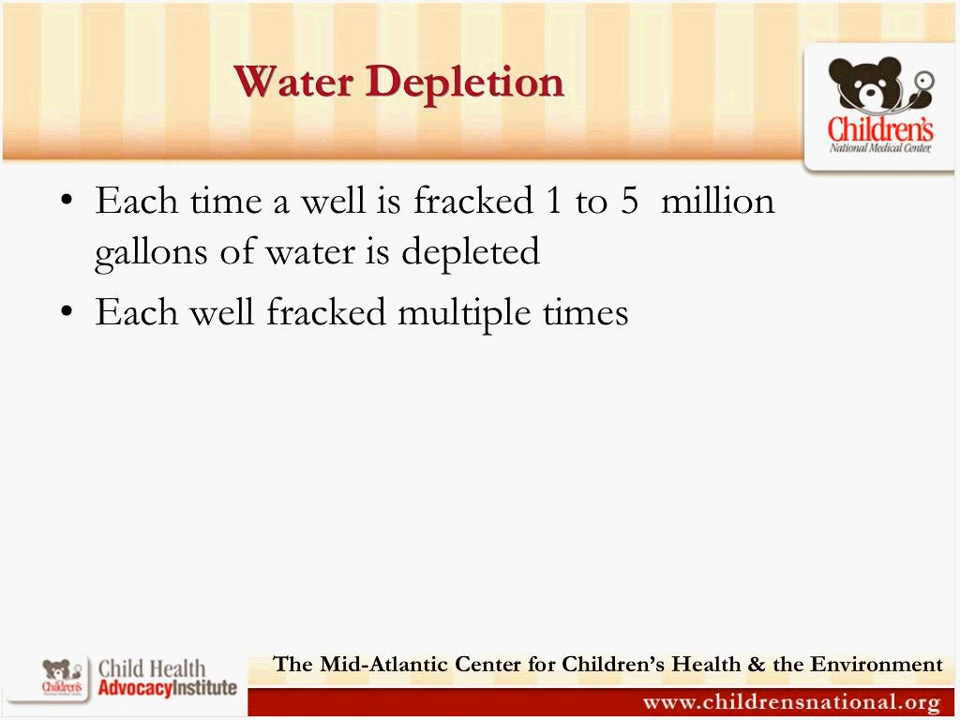 Water Depletion
Children's
National Medical Center
• Each time a well is fracked 1 to 5 million
gallons of water is depleted
• Each well fracked multiple times
Children's
Child Health
AdvocacyInstitute
The Mid-Atlantic Center for Children's Health & the Environment
www.childrensnational.org